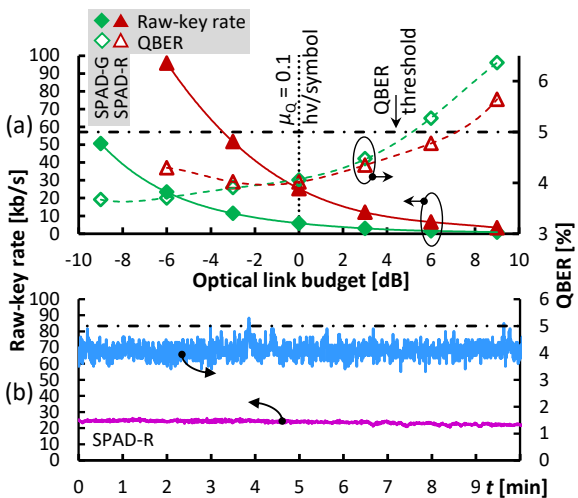 Raw-key rate
QBER
SPAD-G
SPAD-R
μQ = 0.1
hν/symbol
QBER
threshold
(a)
Raw-key rate [kb/s]
100
90
80
70
60
50
40
30
20
10
0
6%
5
4
3
-10 -8 -6 -4 -2 0 2 4 6 8 10
Optical link budget [dB]
QBER [%]
(b)
100
90
80
70
60
50
40
30
20
10
0
6
5
4
3
2
1
0
SPAD-R
0 1 2 3 4 5 6 7 8 9 t [min]